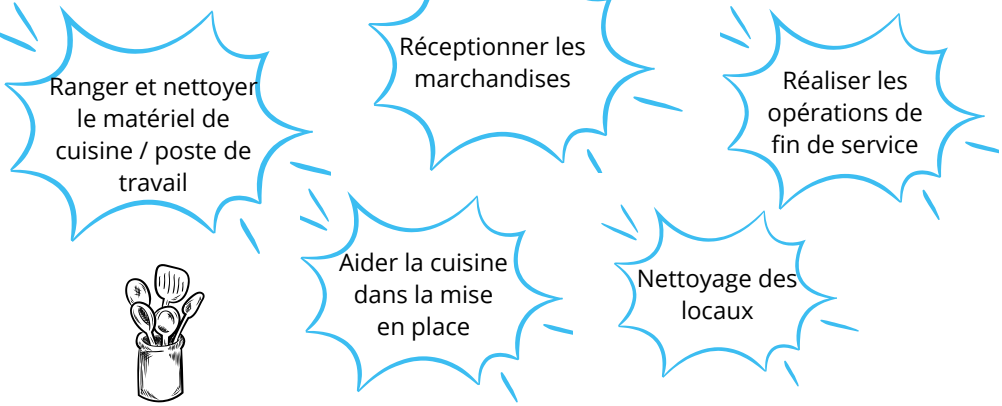 Ranger et nettoyer
le matériel de
cuisine / poste de
travail
Réceptionner les
marchandises
Réaliser les
opérations de
fin de service
Aider la cuisine
dans la mise
en place
Nettoyage des
locaux